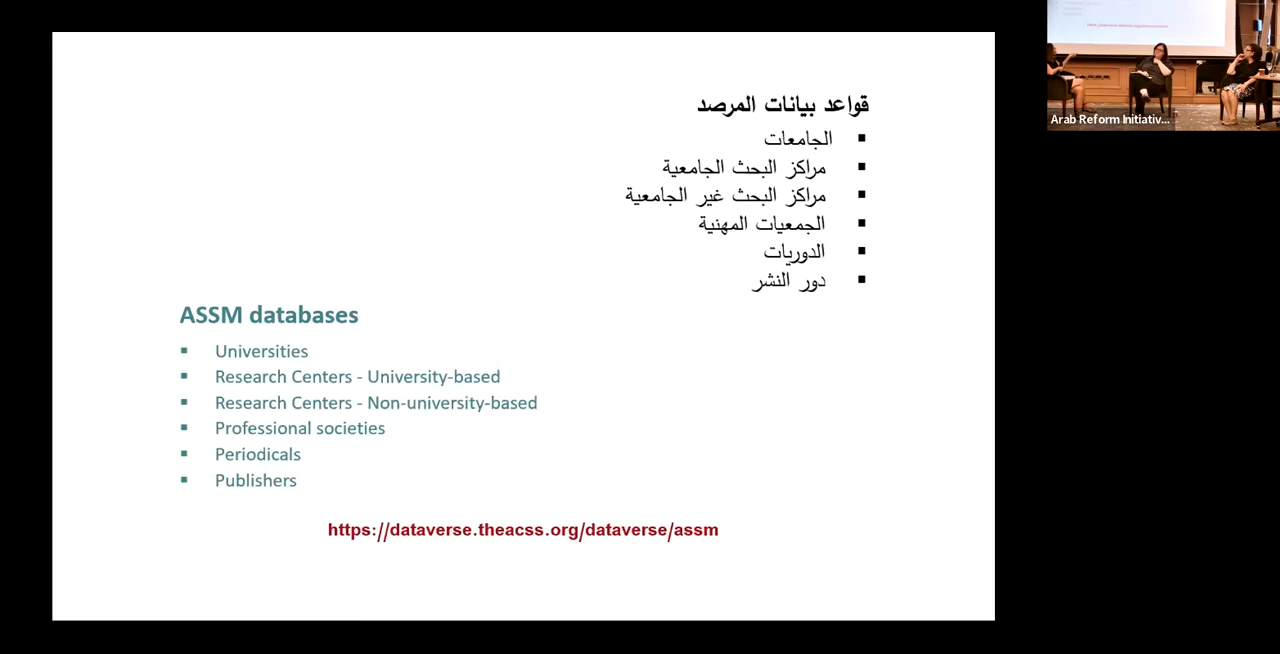 قواعد بيانات المرصد
▪ الجامعات
▪ مراكز البحث الجامعية
▪ مراكز البحث غير الجامعية
▪ الجمعيات المهنية
▪ الدوريات
▪ دور النشر
ASSM databases
▪ Universities
▪ Research Centers - University-based
▪ Research Centers - Non-university-based
▪ Professional societies
▪ Periodicals
▪ Publishers
https://dataverse.theacss.org/dataverse/assm
Arab Reform Initiativ...